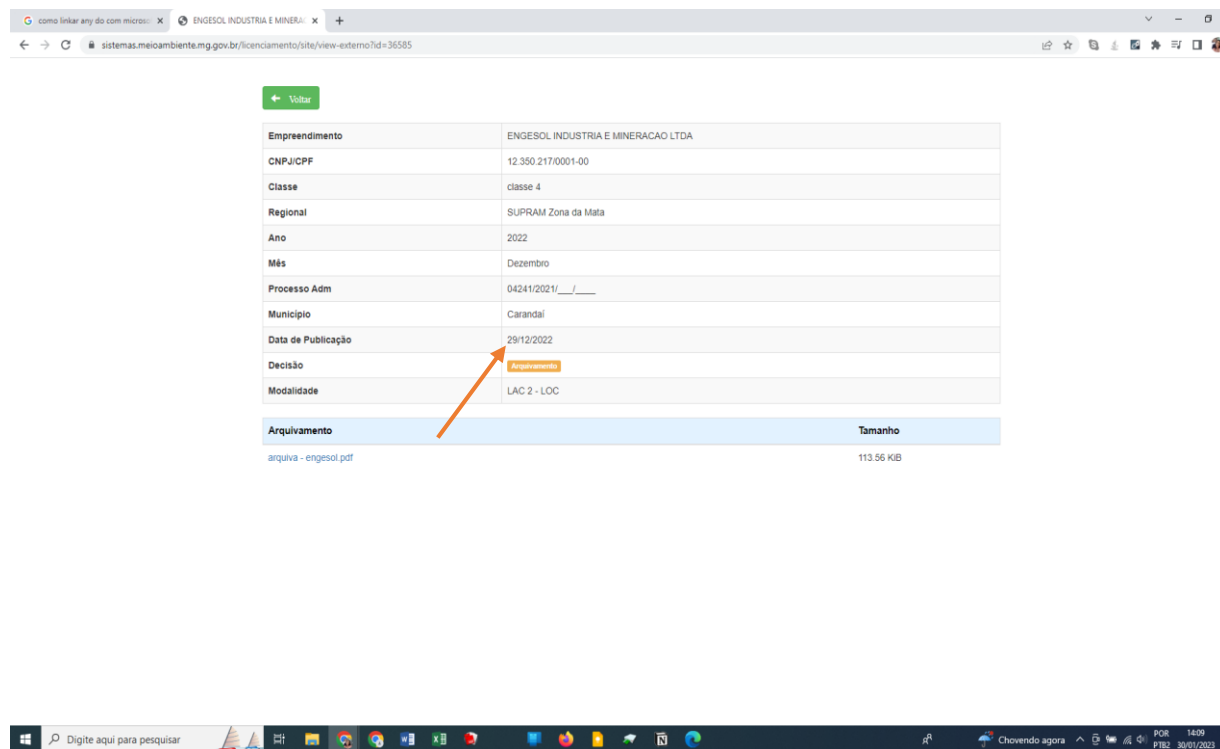 como linkar any do com microso
ENGESOL INDUSTRIA E MINERAC
sistemas.meioambiente.mg.gov.br/licenciamento/site/view-externo?id=36585
Voltar
Empreendimento ENGESOL INDUSTRIA E MINERACAO LTDA
CNPJ/CPF 12.350.217/0001-00
Classe classe 4
Regional SUPRAM Zona da Mata
Ano 2022
Mês Dezembro
Processo Adm 04241/2021/___/____
Município Carandaí
Data de Publicação 29/12/2022
Decisão Arquivamento
Modalidade LAC 2 - LOC
Arquivamento Tamanho
arquiva - engesol.pdf 113.56 KiB
Digite aqui para pesquisar
Chovendo agora
POR 14:09
PTB2 30/01/2023